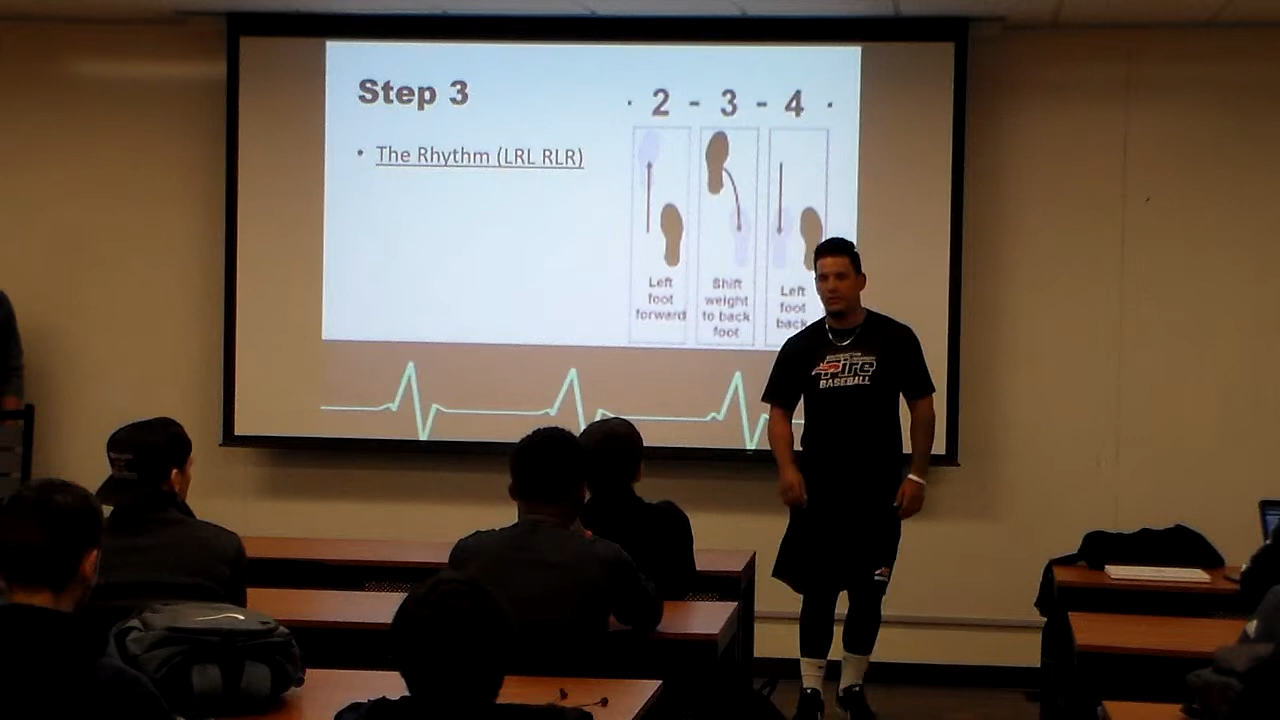 Step 3
• The Rhythm (LRL RLR)
· 2 - 3 - 4 ·
Left
foot
forward
Shift
weight
to back
foot
Left
foot
back
Fire
BASEBALL